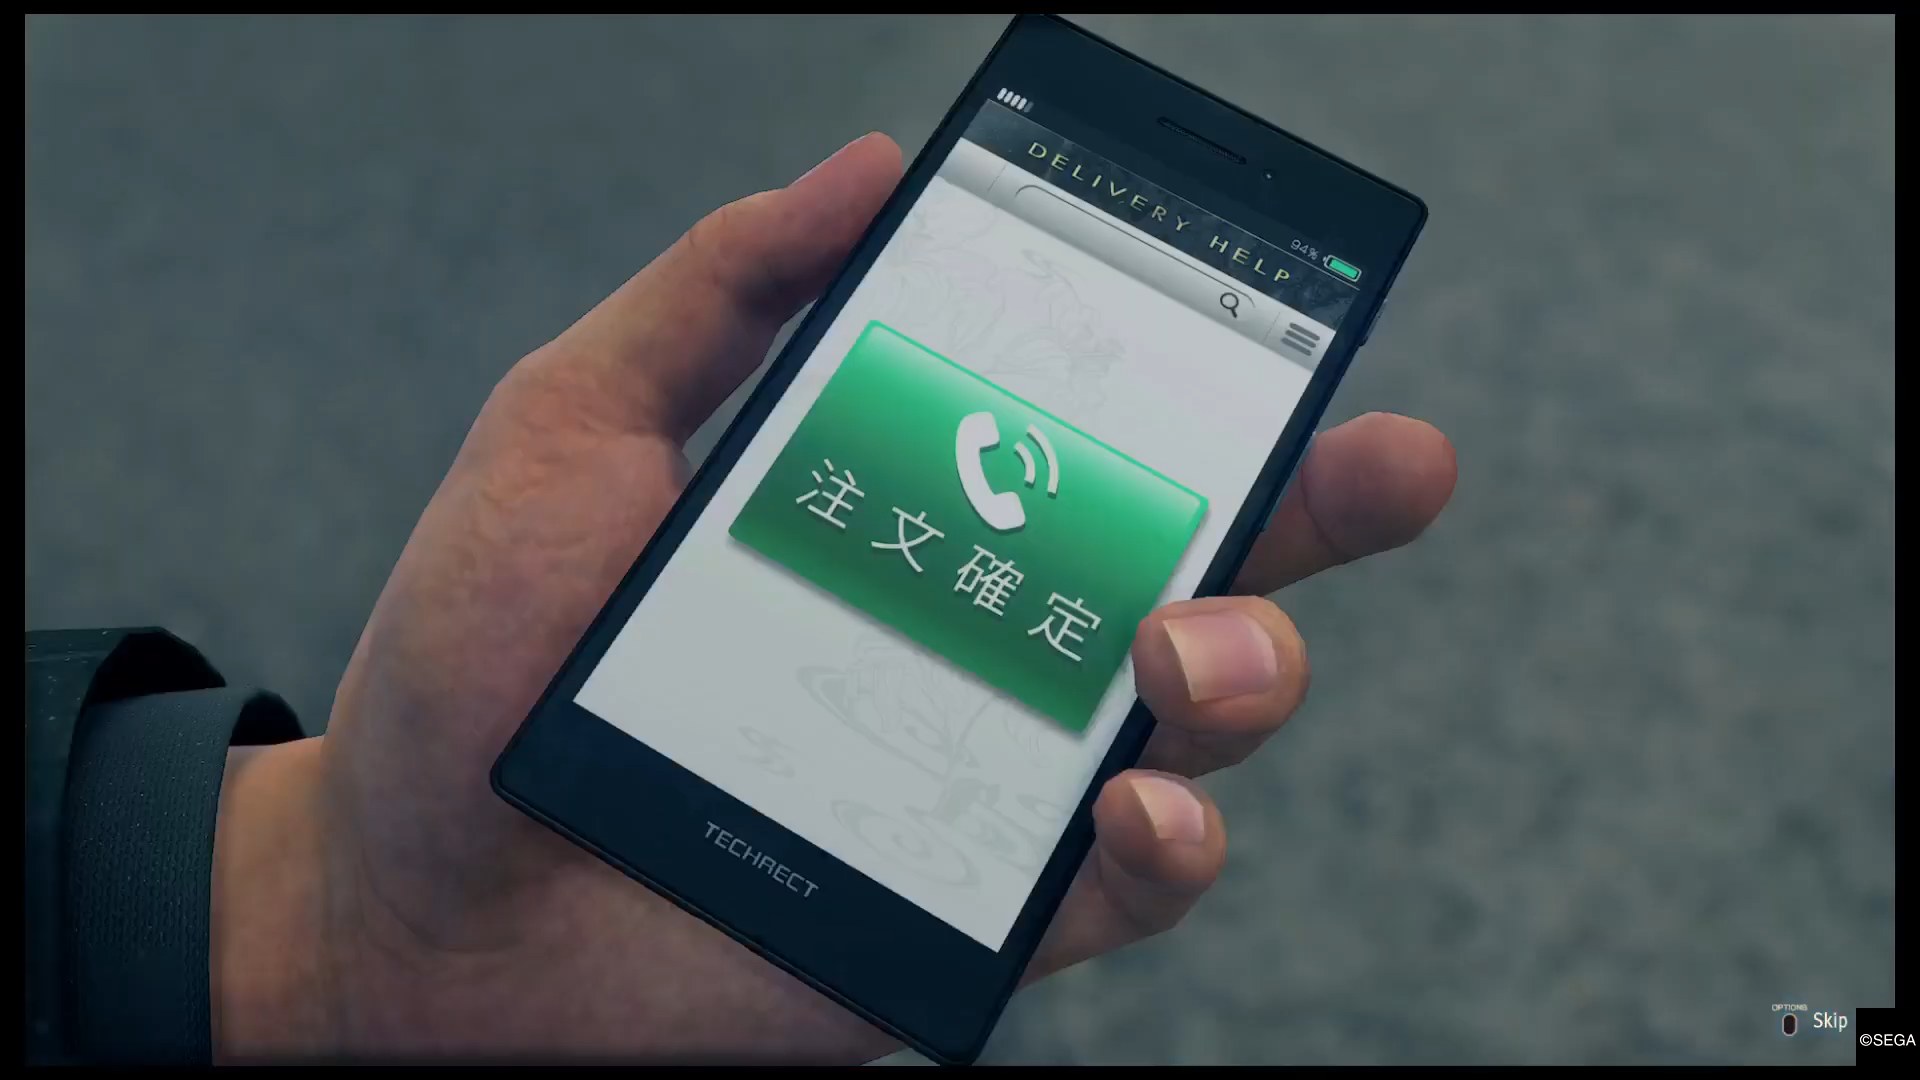 DELIVERY HELP
94%
注文確定
TECHRECT
OPTIONS
Skip
©SEGA